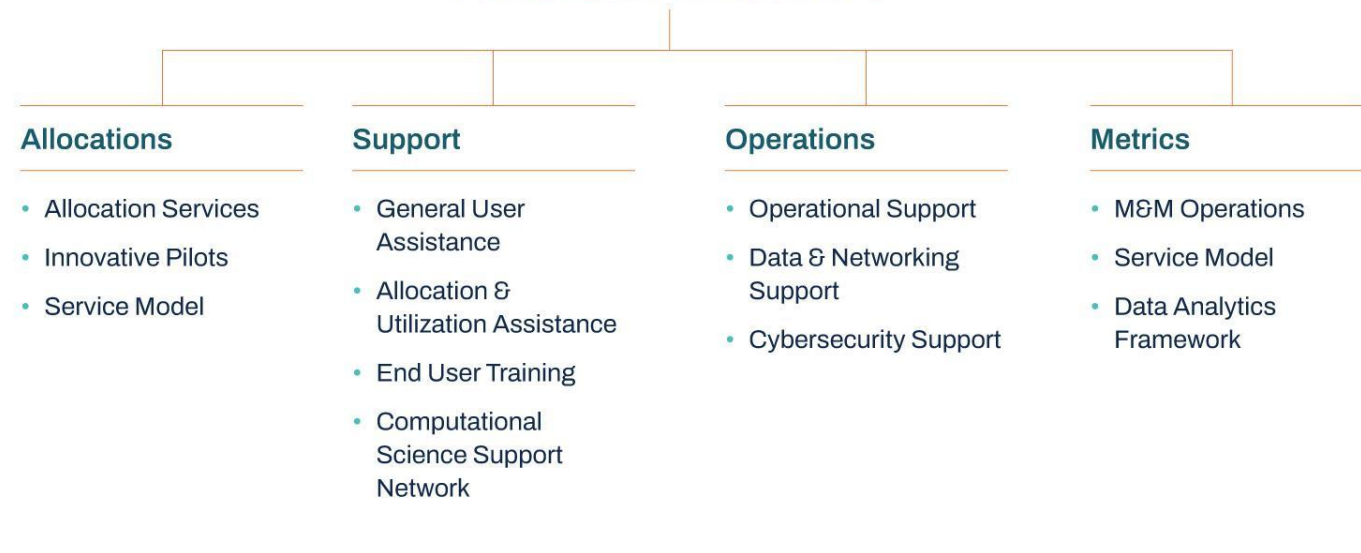 Allocations
• Allocation Services
• Innovative Pilots
• Service Model
Support
• General User
Assistance
• Allocation &
Utilization Assistance
• End User Training
• Computational
Science Support
Network
Operations
• Operational Support
• Data & Networking
Support
• Cybersecurity Support
Metrics
• M&M Operations
• Service Model
• Data Analytics
Framework